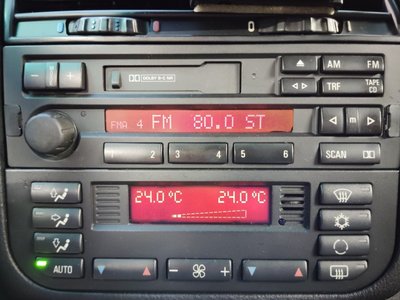 DOLBY B-C NR
AM FM
TRF TAPE CD
FMA 4 FM 80.0 ST
m
1 2 3 4 5 6 SCAN
24.0°C 24.0°C
AUTO
- +